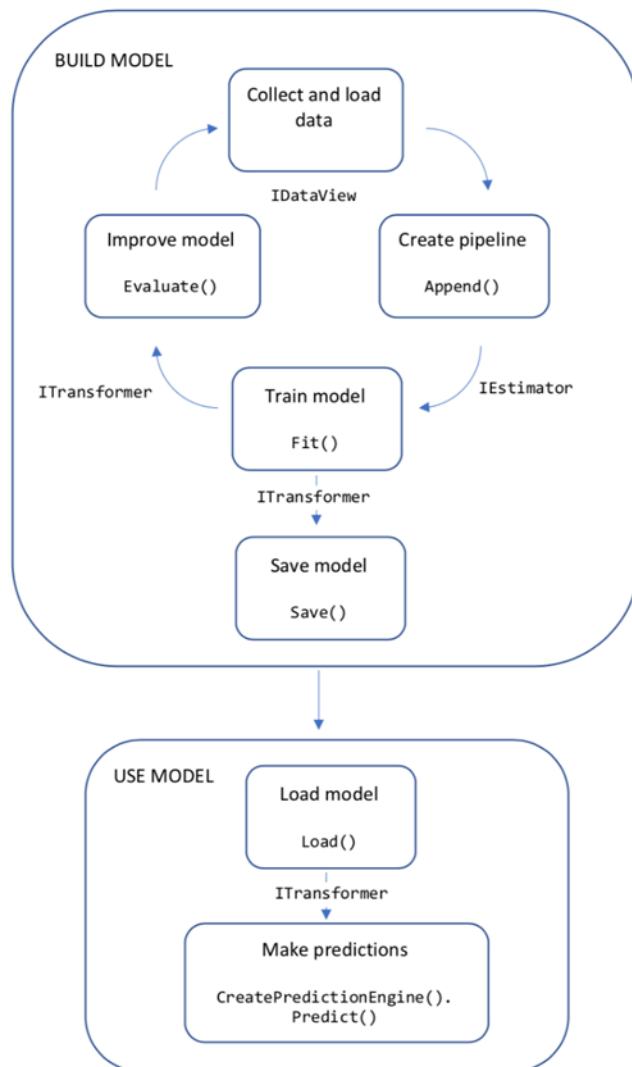 BUILD MODEL
Collect and load
data
IDataView
Improve model
Evaluate()
Create pipeline
Append()
ITransformer
IEstimator
Train model
Fit()
ITransformer
Save model
Save()
USE MODEL
Load model
Load()
ITransformer
Make predictions
CreatePredictionEngine().
Predict()